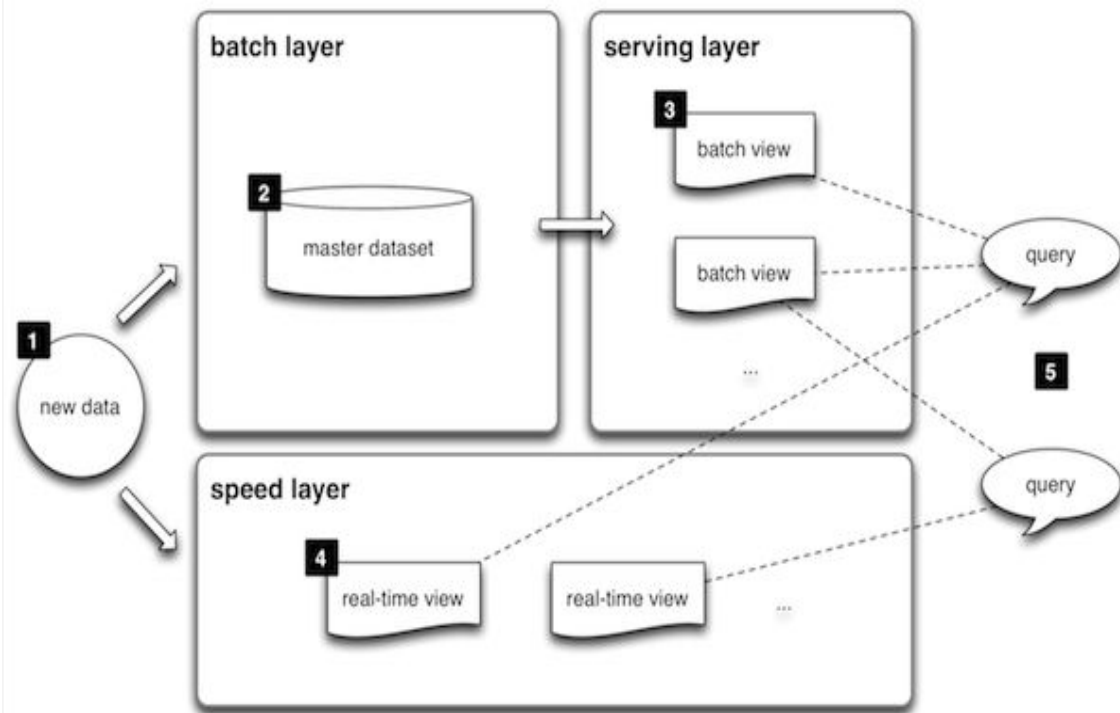 batch layer
serving layer
3
batch view
2
master dataset
batch view
query
1
new data
...
5
speed layer
query
4
real-time view
real-time view
...